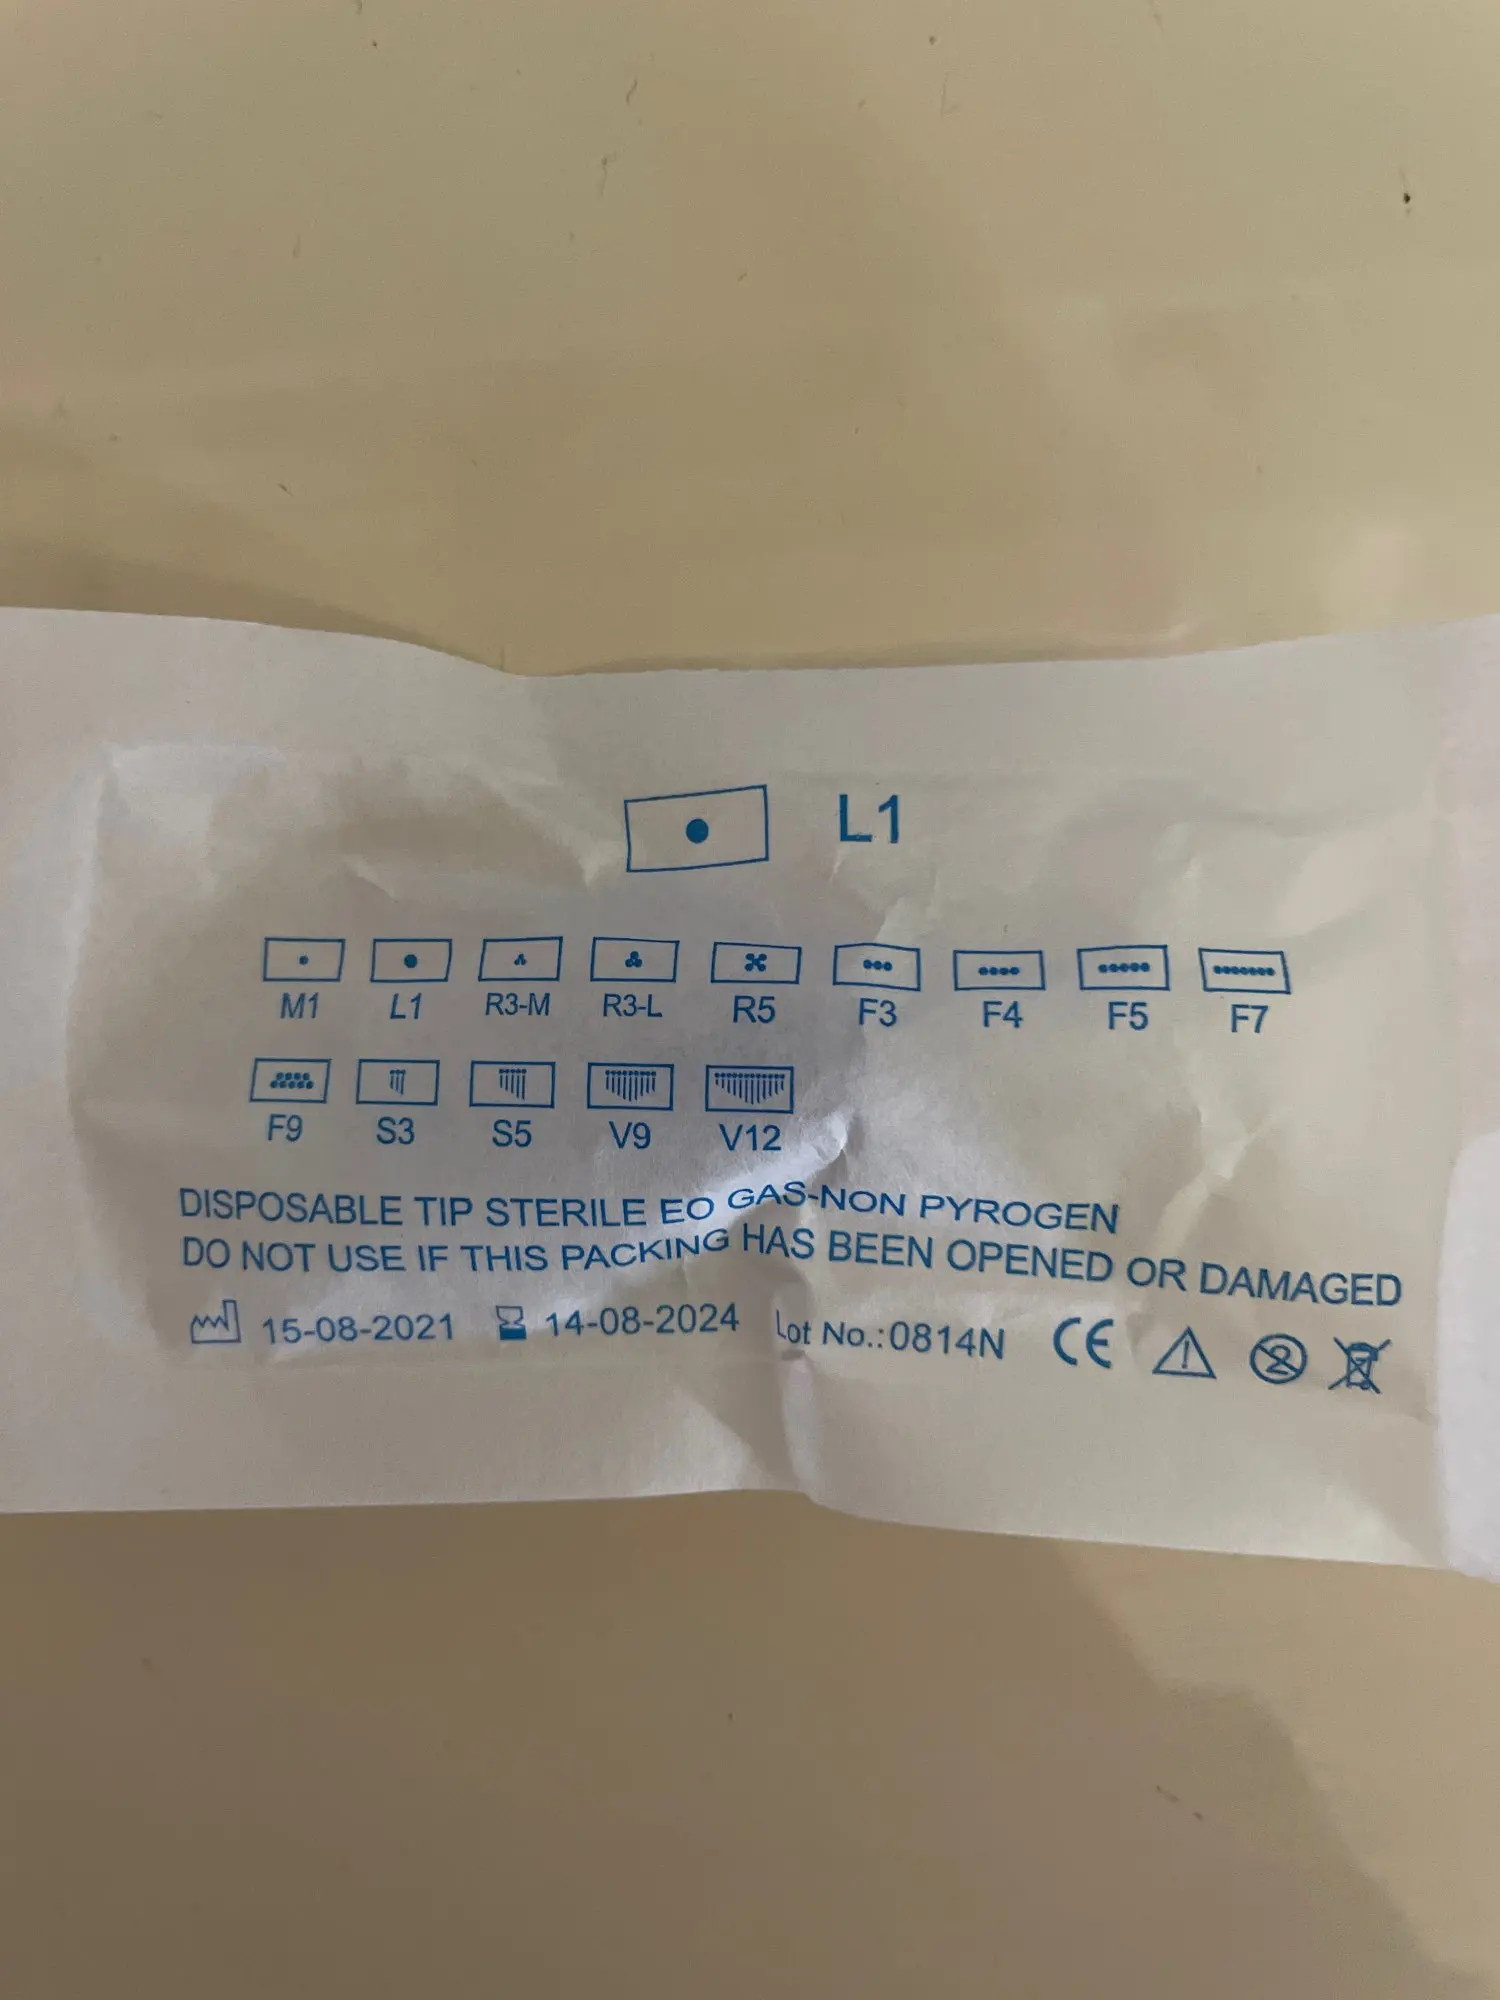 L1
M1 L1 R3-M R3-L R5 F3 F4 F5 F7
F9 S3 S5 V9 V12
DISPOSABLE TIP STERILE EO GAS-NON PYROGEN
DO NOT USE IF THIS PACKING HAS BEEN OPENED OR DAMAGED
15-08-2021 14-08-2024 Lot No.:0814N CE 2